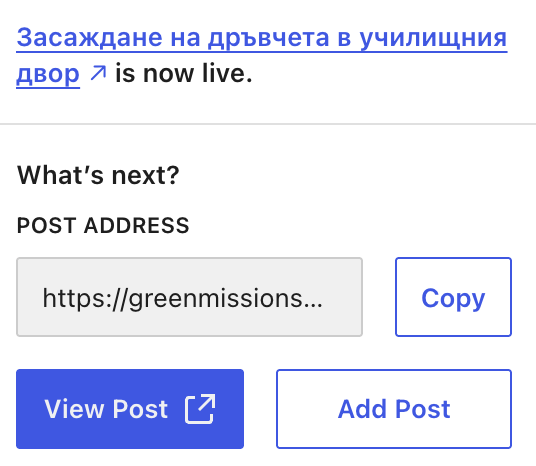 Засаждане на дръвчета в училищния
двор ↗ is now live.
What’s next?
POST ADDRESS
https://greenmissions…
Copy
View Post
Add Post